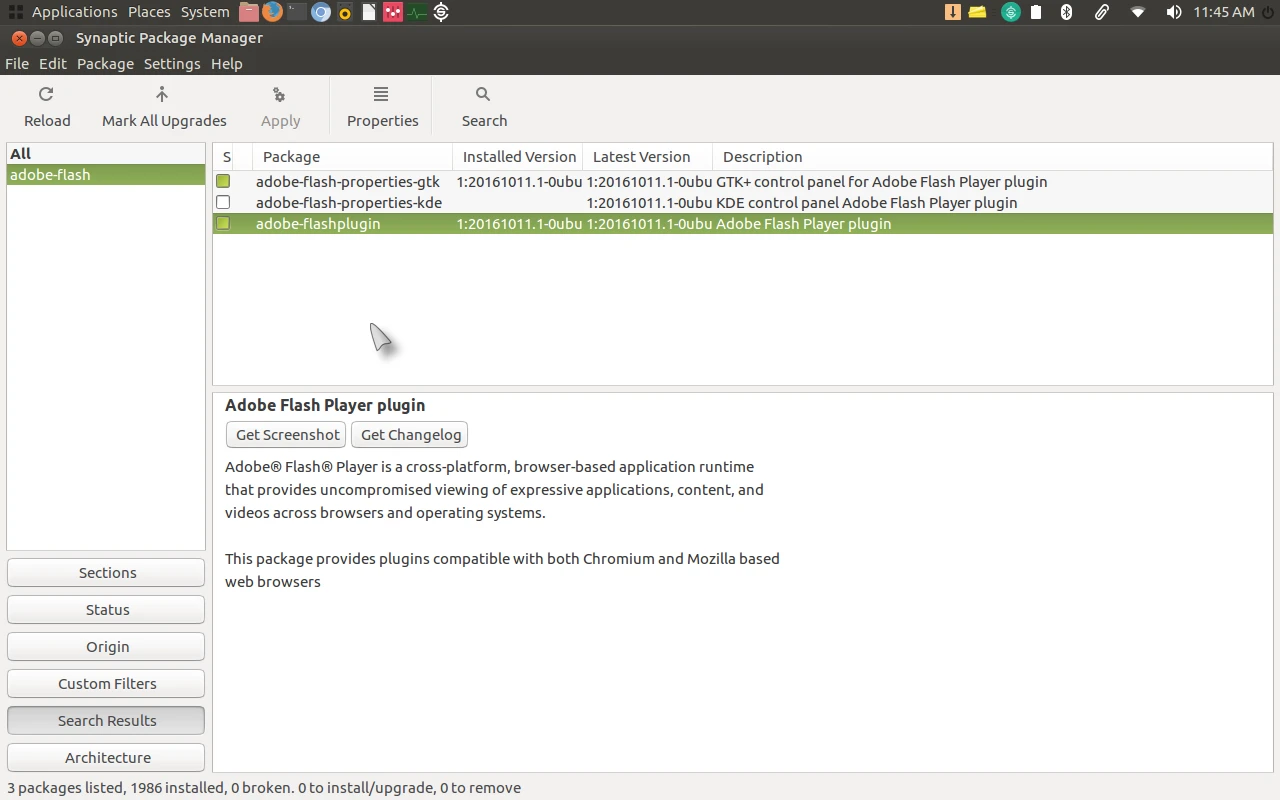 Applications Places System 11:45 AM
Synaptic Package Manager
File Edit Package Settings Help
Reload Mark All Upgrades Apply Properties Search
All
adobe-flash
S Package Installed Version Latest Version Description
adobe-flash-properties-gtk 1:20161011.1-0ubu 1:20161011.1-0ubu GTK+ control panel for Adobe Flash Player plugin
adobe-flash-properties-kde 1:20161011.1-0ubu KDE control panel Adobe Flash Player plugin
adobe-flashplugin 1:20161011.1-0ubu 1:20161011.1-0ubu Adobe Flash Player plugin
Adobe Flash Player plugin
Get Screenshot Get Changelog
Adobe® Flash® Player is a cross-platform, browser-based application runtime
that provides uncompromised viewing of expressive applications, content, and
videos across browsers and operating systems.
This package provides plugins compatible with both Chromium and Mozilla based
web browsers
Sections
Status
Origin
Custom Filters
Search Results
Architecture
3 packages listed, 1986 installed, 0 broken. 0 to install/upgrade, 0 to remove